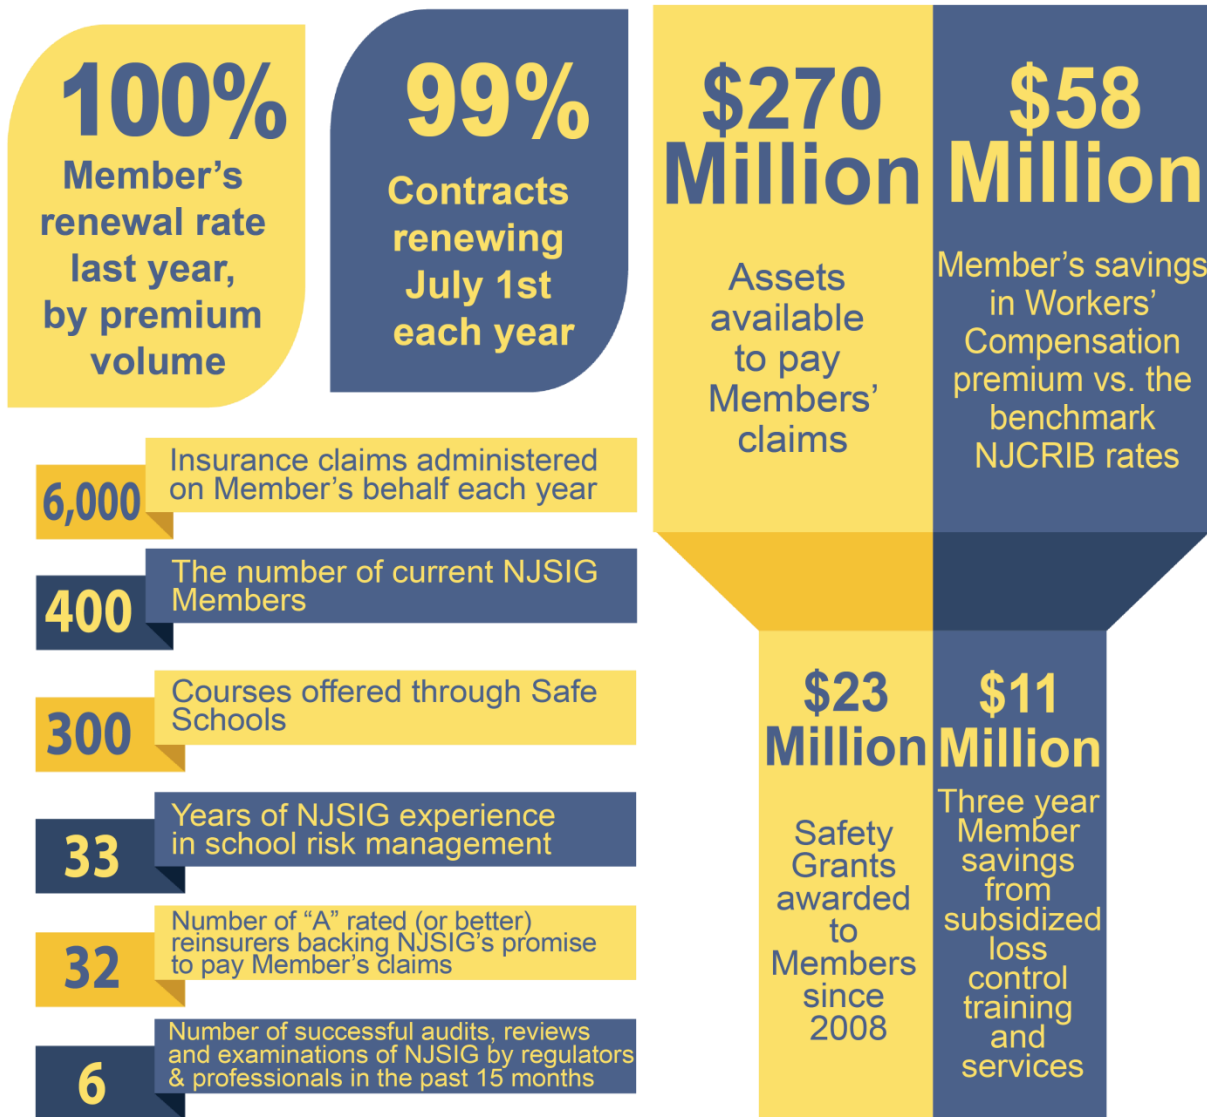 100%
Member’s
renewal rate
last year,
by premium
volume
99%
Contracts
renewing
July 1st
each year
$270
Million
Assets
available
to pay
Members’
claims
$58
Million
Member’s savings
in Workers’
Compensation
premium vs. the
benchmark
NJCRIB rates
6,000
Insurance claims administered
on Member’s behalf each year
400
The number of current NJSIG
Members
300
Courses offered through Safe
Schools
33
Years of NJSIG experience
in school risk management
32
Number of “A” rated (or better)
reinsurers backing NJSIG’s promise
to pay Member’s claims
6
Number of successful audits, reviews
and examinations of NJSIG by regulators
& professionals in the past 15 months
$23
Million
Safety
Grants
awarded
to
Members
since
2008
$11
Million
Three year
Member
savings
from
subsidized
loss
control
training
and
services